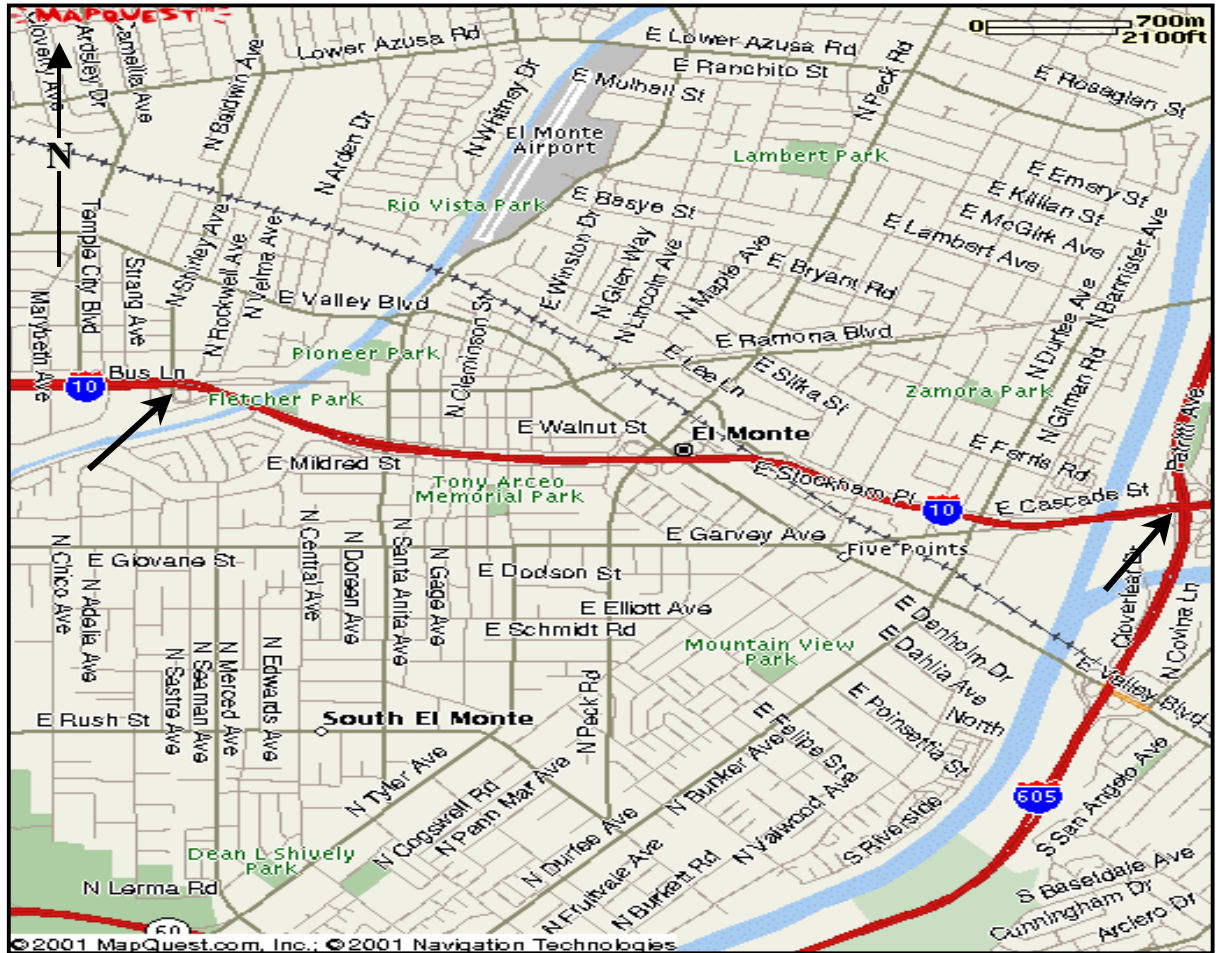 MAPQUEST
0 700m
2100ft
Cloverly Ave
Ardsley Dr
Camellia Ave
N Baldwin Ave
Lower Azusa Rd
E Lower Azusa Rd
E Ranchito St
E Mulhall St
N Peck Rd
E Rosaglan St
N
N Whitney Dr
El Monte
Airport
N Arden Dr
Lambert Park
E Emery St
E Killian St
E McGirk Ave
E Lambert Ave
Rio Vista Park
E Basye St
Temple City Blvd
Strang Ave
N Shirley Ave
N Rockwell Ave
N Velma Ave
Marybeth Ave
E Winston Dr
N Glen Way
N Lincoln Ave
N Maple Ave
E Bryant Rd
N Bannister Ave
N Durfee Ave
N Gilman Rd
E Valley Blvd
N Cleminson St
E Ramona Blvd
Pioneer Park
E Lee Ln
E Silka St
Zamora Park
Bus Ln
10
Fletcher Park
E Walnut St
El Monte
E Ferris Rd
E Mildred St
Tony Arceo
Memorial Park
E Stockham Pl
10
E Cascade St
E Garvey Ave
Five Points
E Giovane St
N Chico Ave
N Adelia Ave
N Central Ave
N Doreen Ave
N Santa Anita Ave
N Gage Ave
E Dodson St
E Elliott Ave
E Schmidt Rd
Cloverleaf Dr
N Covina Ln
E Denholm Dr
E Dahlia Ave
Mountain View
Park
N Sastre Ave
N Seaman Ave
N Merced Ave
N Edwards Ave
E Valley Blvd
E Rush St
South El Monte
N Peck Rd
E Poinsettia St
North
E Felipe St
N Bunker Ave
N Tyler Ave
N Cogswell Rd
N Penn Mar Ave
N Valwood Ave
605
S San Angelo Ave
S Riverside
Dean L Shively
Park
N Durfee Ave
N Fruitvale Ave
N Burkett Rd
N Lerma Rd
S Basetdale Ave
Cunningham Dr
Arciero Dr
60
©2001 MapQuest.com, Inc.; ©2001 Navigation Technologies